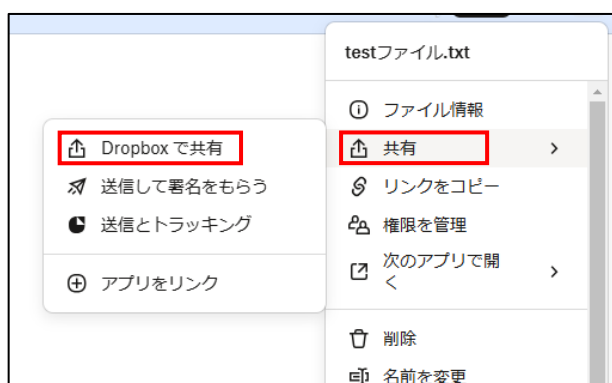 testファイル.txt
ファイル情報
共有
リンクをコピー
権限を管理
次のアプリで開
く
削除
名前を変更
Dropbox で共有
送信して署名をもらう
送信とトラッキング
アプリをリンク